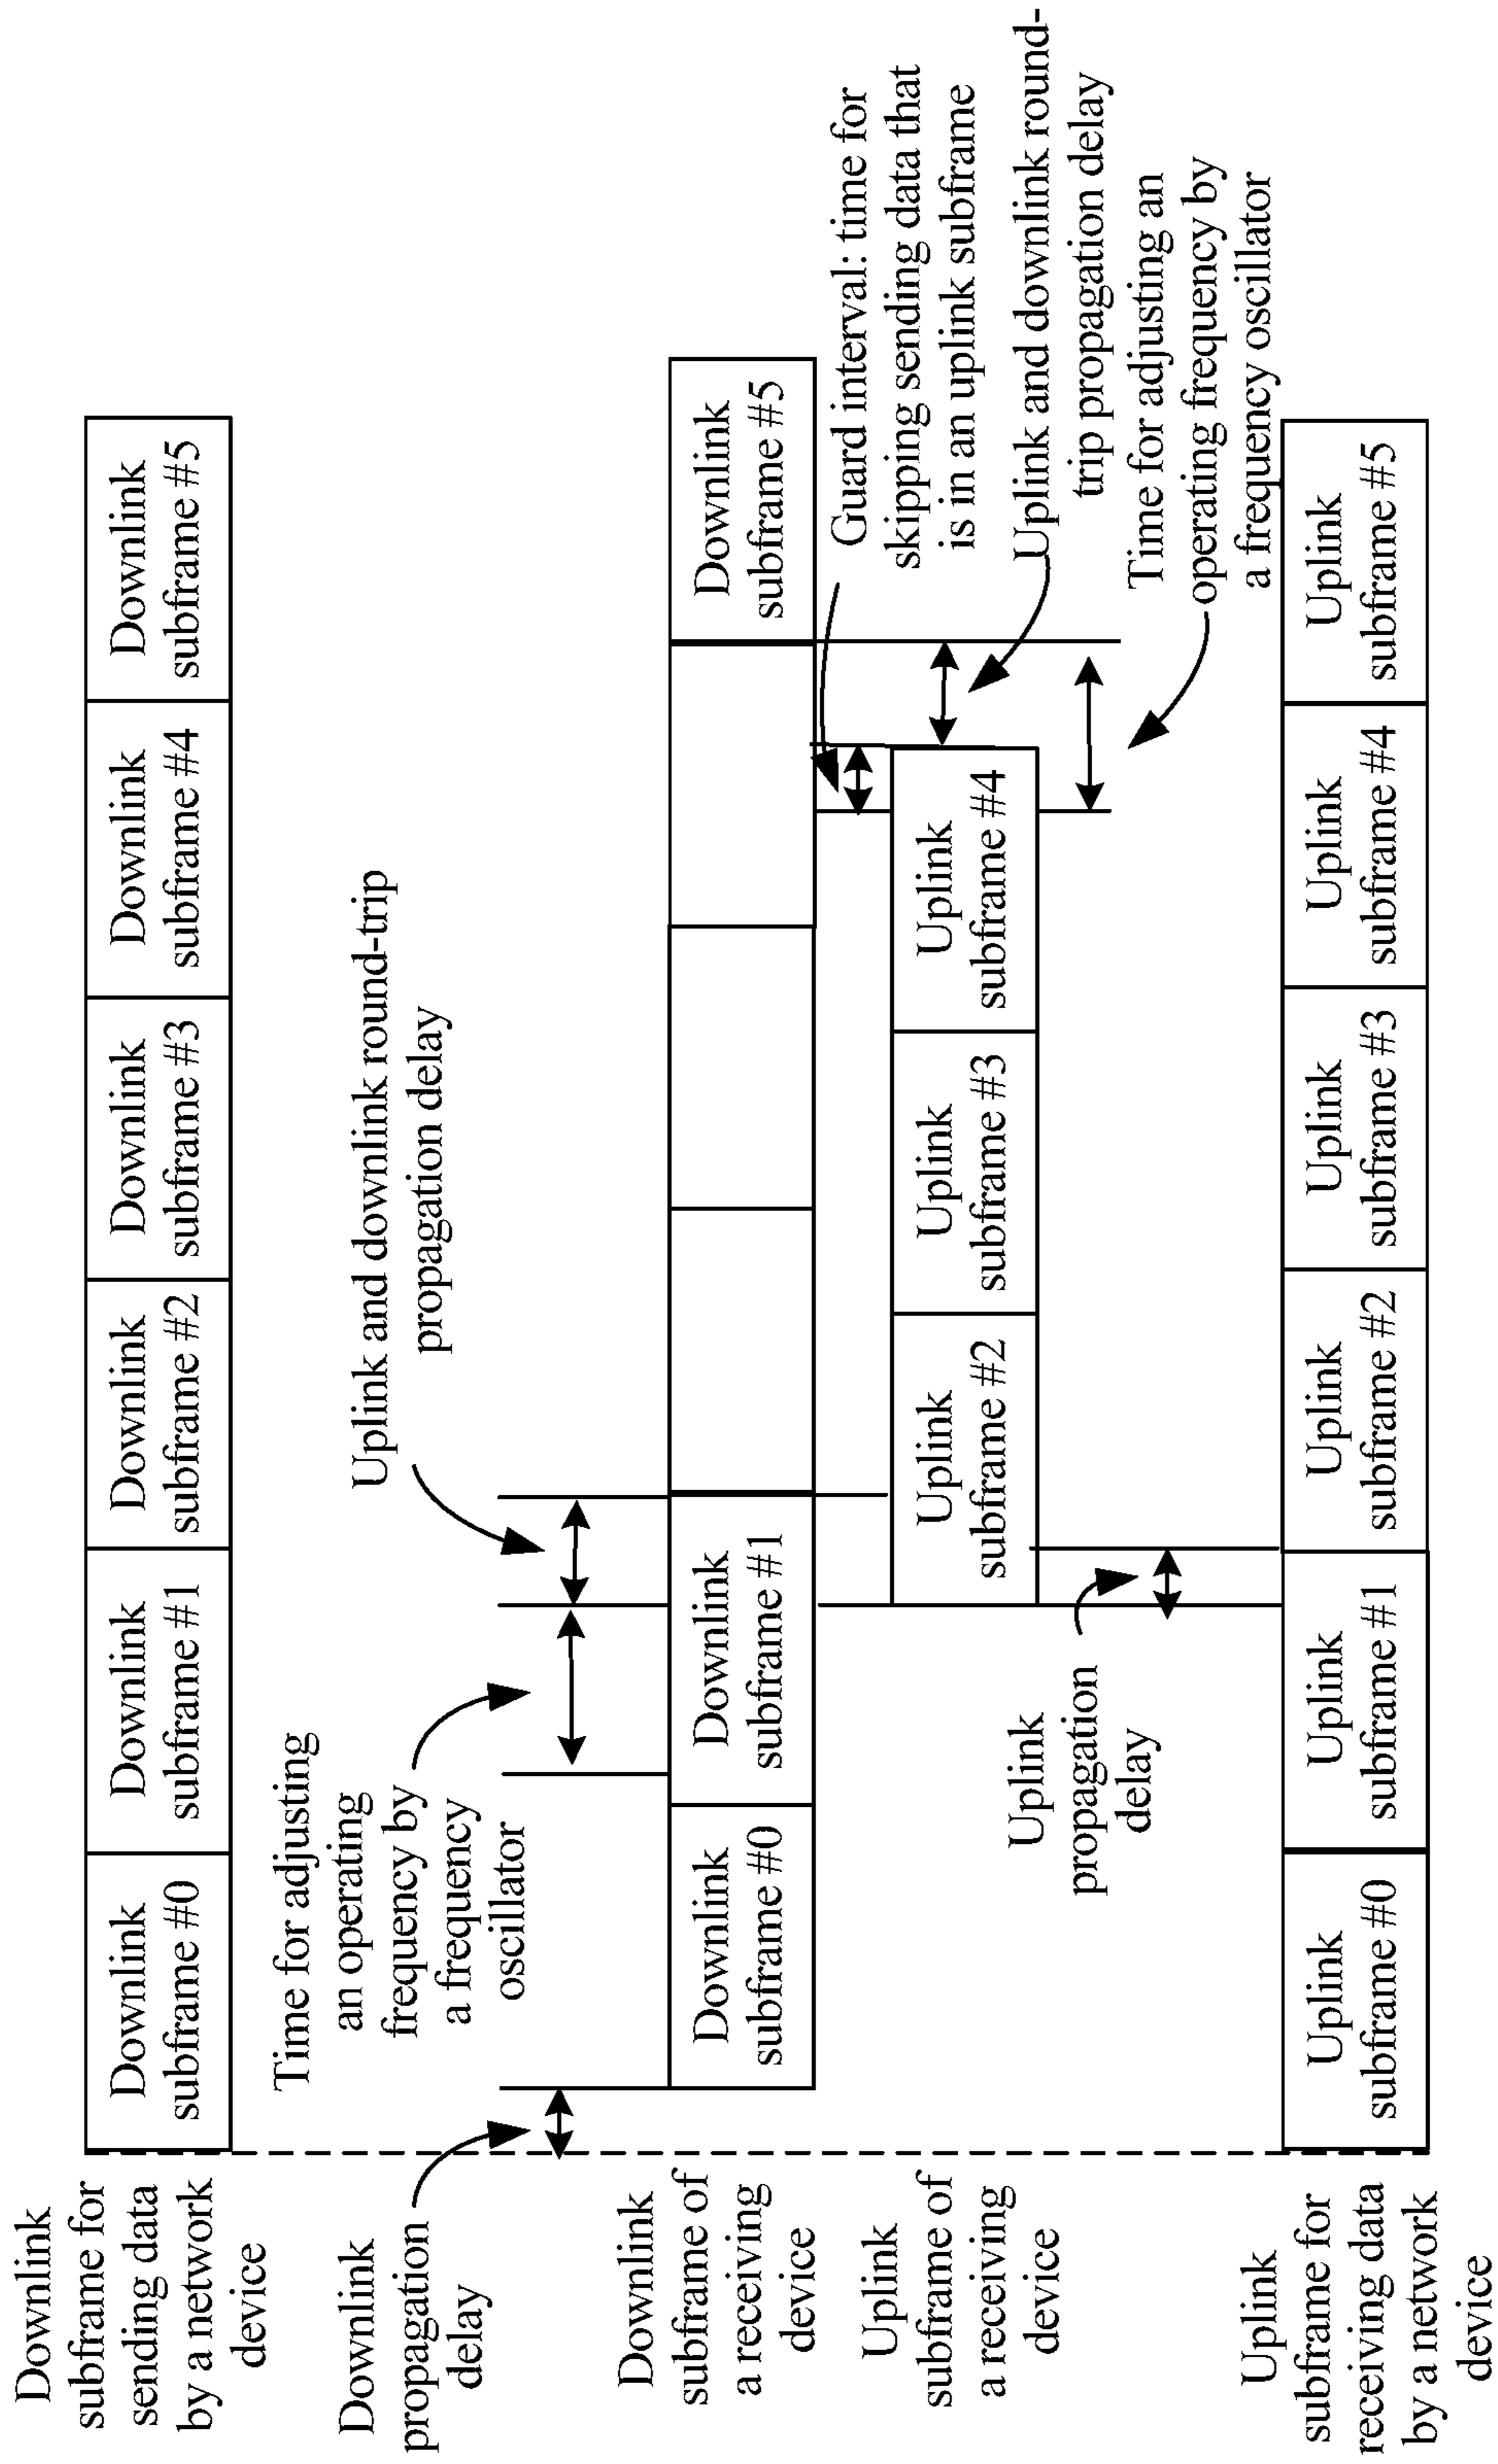 Downlink
subframe for
sending data
by a network
device
Downlink
subframe #0
Downlink
subframe #1
Downlink
subframe #2
Downlink
subframe #3
Downlink
subframe #4
Downlink
subframe #5
Downlink
propagation
delay
Time for adjusting
an operating
frequency by
a frequency
oscillator
Uplink and downlink round-trip
propagation delay
Downlink
subframe of
a receiving
device
Downlink
subframe #0
Downlink
subframe #1
Downlink
subframe #5
Guard interval: time for
skipping sending data that
is in an uplink subframe
Uplink and downlink round-
trip propagation delay
Time for adjusting an
operating frequency by
a frequency oscillator
Uplink
subframe of
a receiving
device
Uplink
subframe #2
Uplink
subframe #3
Uplink
subframe #4
Uplink
propagation
delay
Uplink
subframe for
receiving data
by a network
device
Uplink
subframe #0
Uplink
subframe #1
Uplink
subframe #2
Uplink
subframe #3
Uplink
subframe #4
Uplink
subframe #5